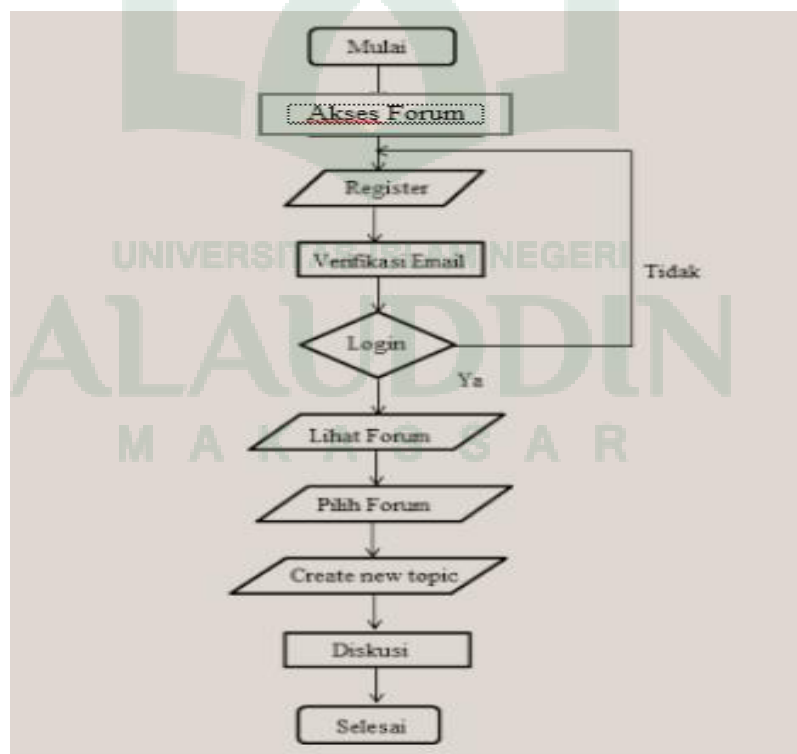 Mulai
Akses Forum
Register
UNIVERSITAS ISLAM NEGERI
Verifikasi Email
Tidak
Login
ALAUDDIN
Ya
Lihat Forum
MAKASSAR
Pilih Forum
Create new topic
Diskusi
Selesai